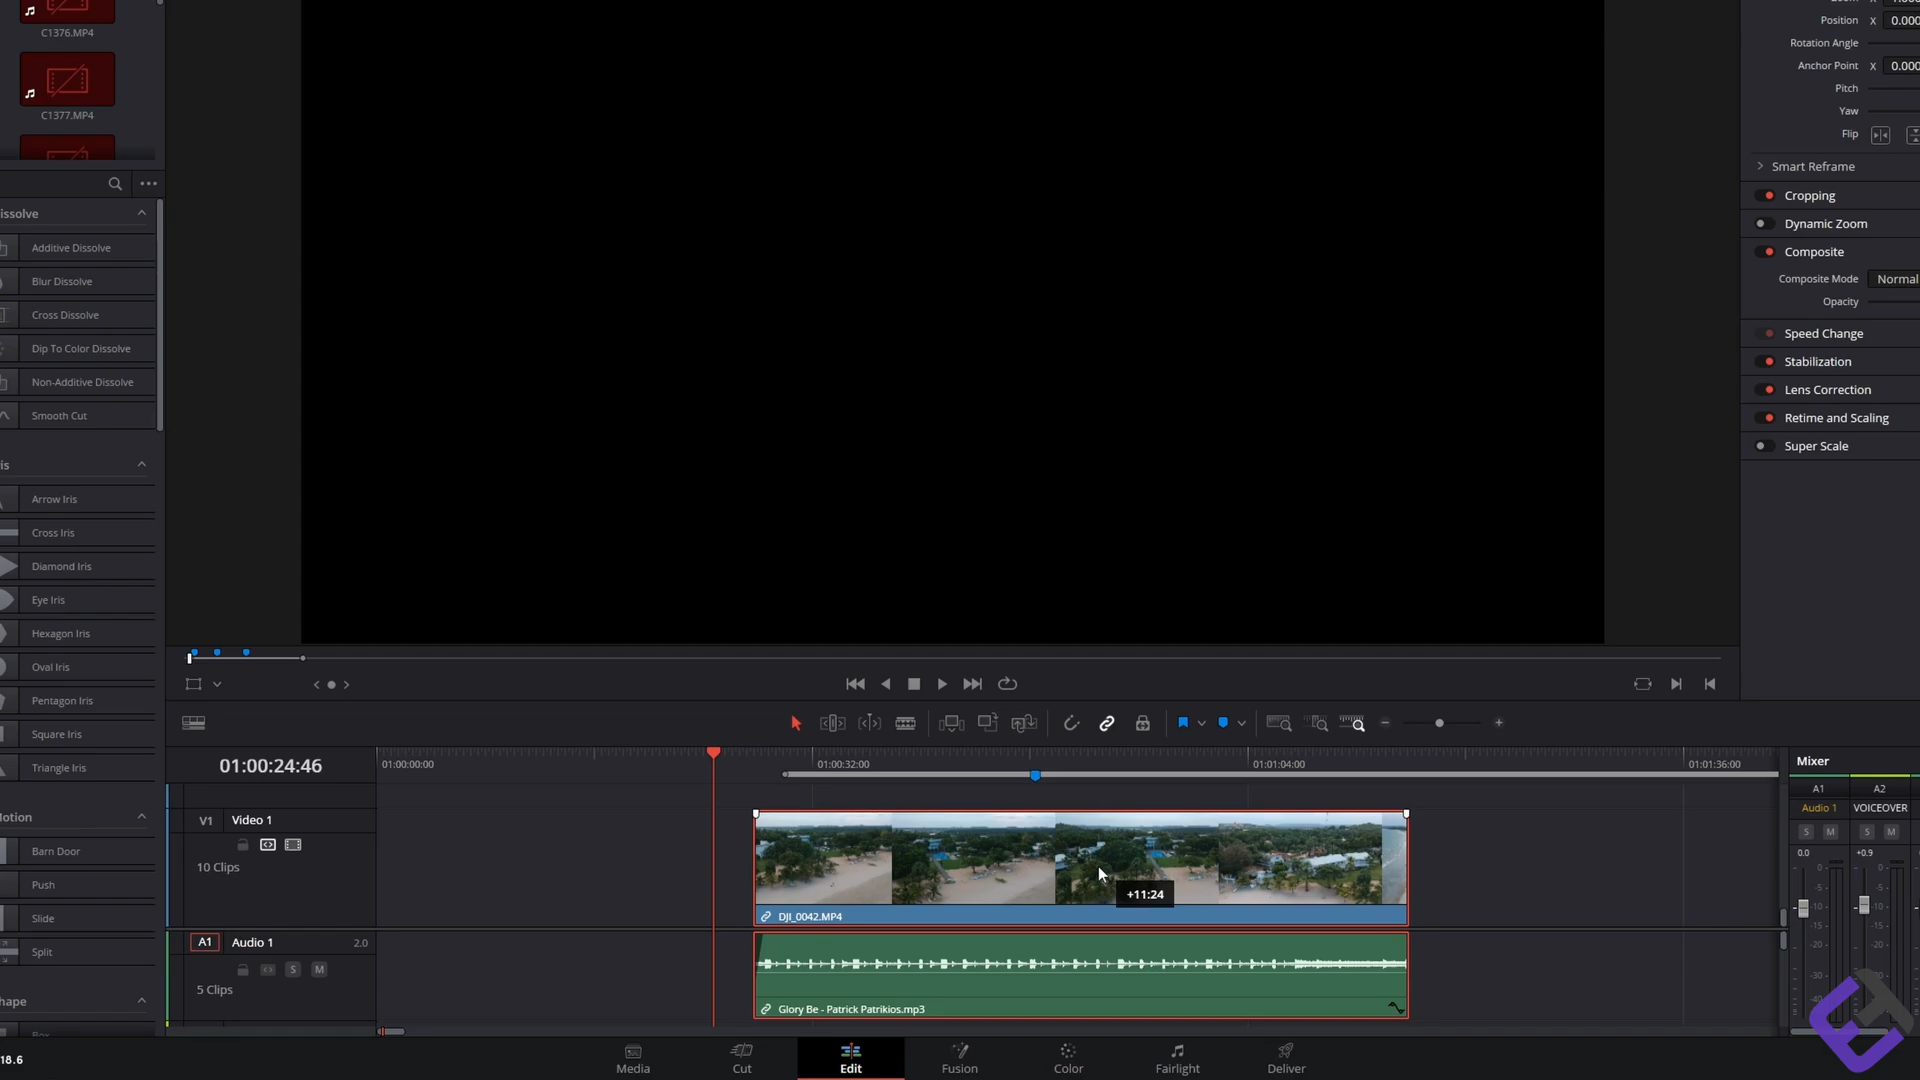 C1376.MP4
C1377.MP4
issolve
Additive Dissolve
Blur Dissolve
Cross Dissolve
Dip To Color Dissolve
Non-Additive Dissolve
Smooth Cut
ris
Arrow Iris
Cross Iris
Diamond Iris
Eye Iris
Hexagon Iris
Oval Iris
Pentagon Iris
Square Iris
Triangle Iris
otion
Barn Door
Push
Slide
Split
hape
18.6
Position X 0.000
Rotation Angle
Anchor Point X 0.000
Pitch
Yaw
Flip
Smart Reframe
Cropping
Dynamic Zoom
Composite
Composite Mode Normal
Opacity
Speed Change
Stabilization
Lens Correction
Retime and Scaling
Super Scale
01:00:24:46
01:00:00:00
01:00:32:00
01:01:04:00
01:01:36:00
V1 Video 1
10 Clips
+11:24
DJI_0042.MP4
A1 Audio 1 2.0
S M
5 Clips
Glory Be - Patrick Patrikios.mp3
Mixer
A1 A2
Audio 1 VOICEOVER
S M S M
0.0 +0.9
Media
Cut
Edit
Fusion
Color
Fairlight
Deliver